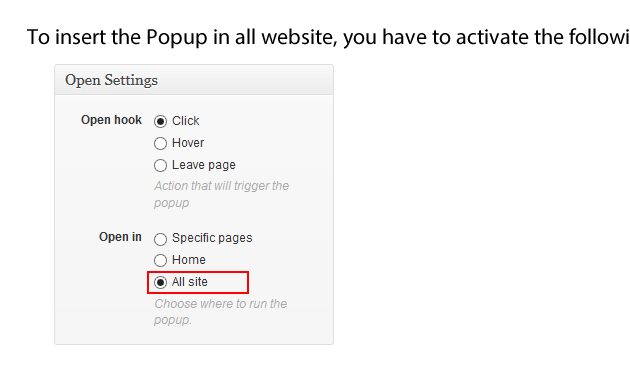 To insert the Popup in all website, you have to activate the followi
Open Settings
Open hook
Click
Hover
Leave page
Action that will trigger the
popup
Open in
Specific pages
Home
All site
Choose where to run the
popup.